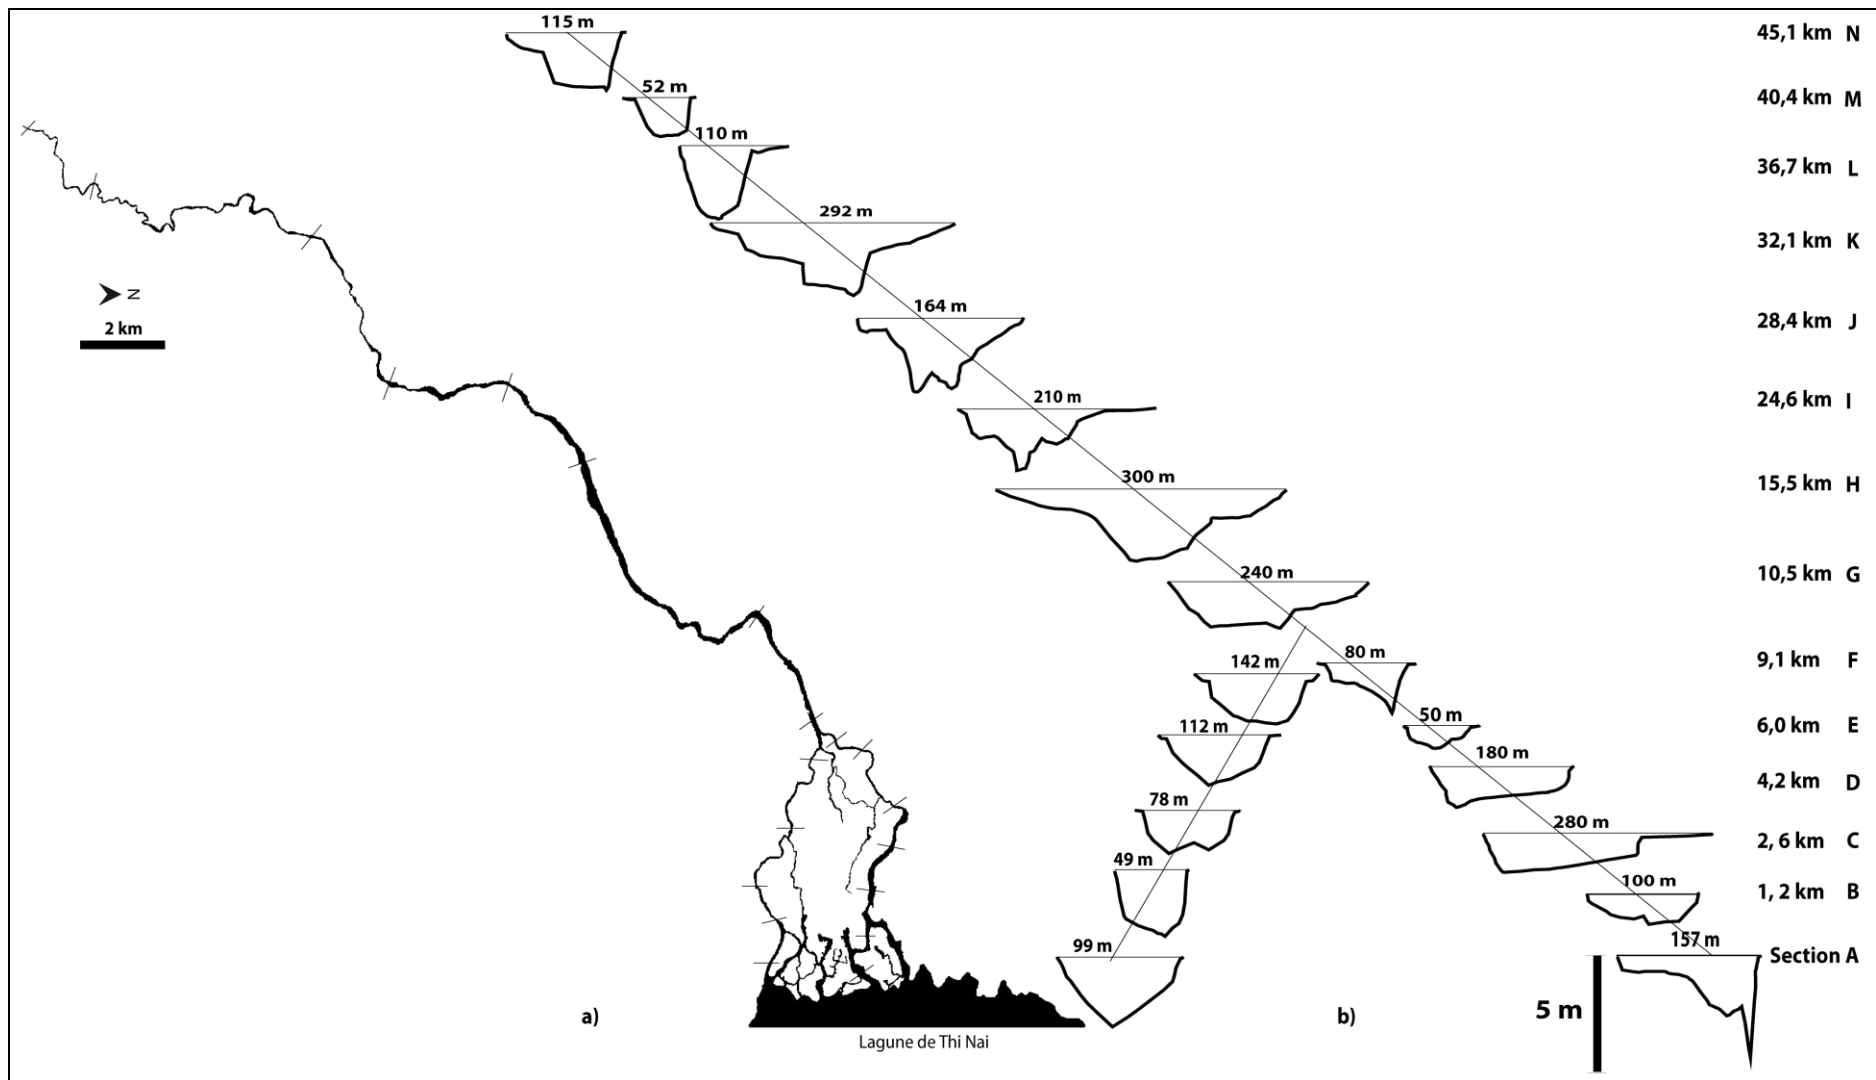 115 m
45,1 km N
52 m
40,4 km M
110 m
36,7 km L
292 m
32,1 km K
N
2 km
164 m
28,4 km J
210 m
24,6 km I
300 m
15,5 km H
240 m
10,5 km G
142 m
80 m
9,1 km F
112 m
50 m
6,0 km E
180 m
4,2 km D
78 m
280 m
2, 6 km C
49 m
100 m
1, 2 km B
99 m
157 m
Section A
5 m
a)
b)
Lagune de Thi Nai